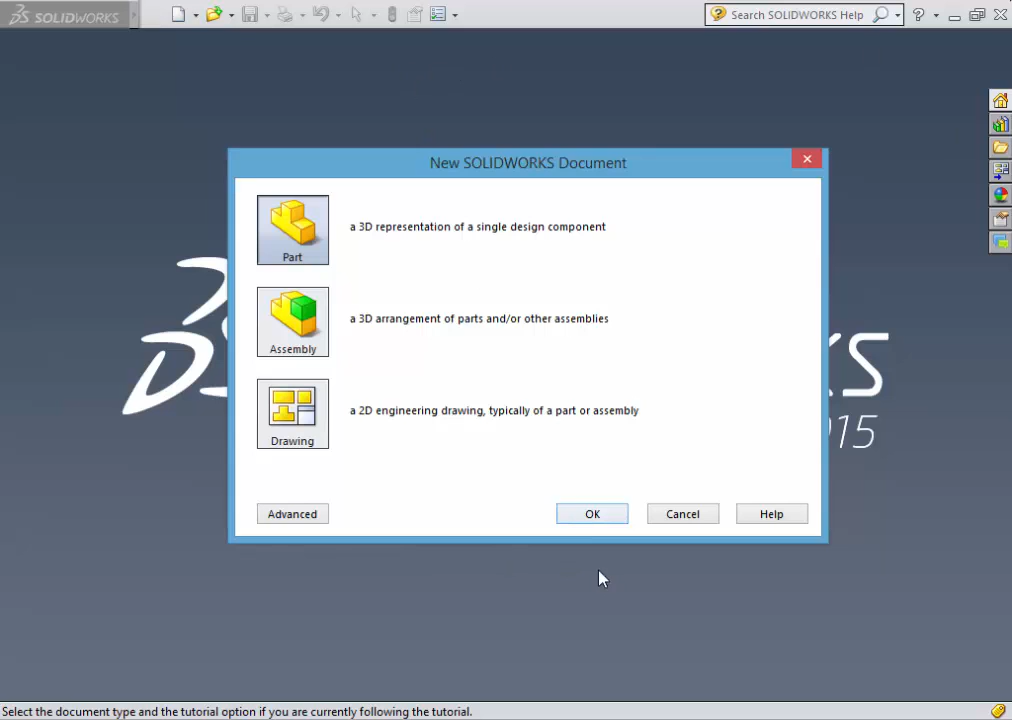 SOLIDWORKS
Search SOLIDWORKS Help
New SOLIDWORKS Document
Part
a 3D representation of a single design component
Assembly
a 3D arrangement of parts and/or other assemblies
Drawing
a 2D engineering drawing, typically of a part or assembly
Advanced
OK
Cancel
Help
Select the document type and the tutorial option if you are currently following the tutorial.